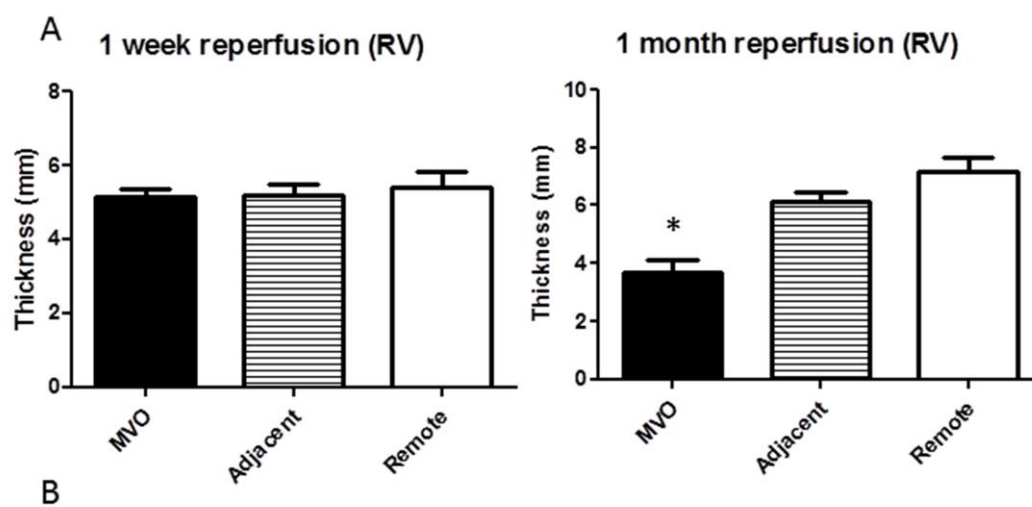 A
1 week reperfusion (RV)
Thickness (mm)
8
6
4
2
0
MVO
Adjacent
Remote
1 month reperfusion (RV)
Thickness (mm)
10
8
6
4
2
0
*
MVO
Adjacent
Remote
B